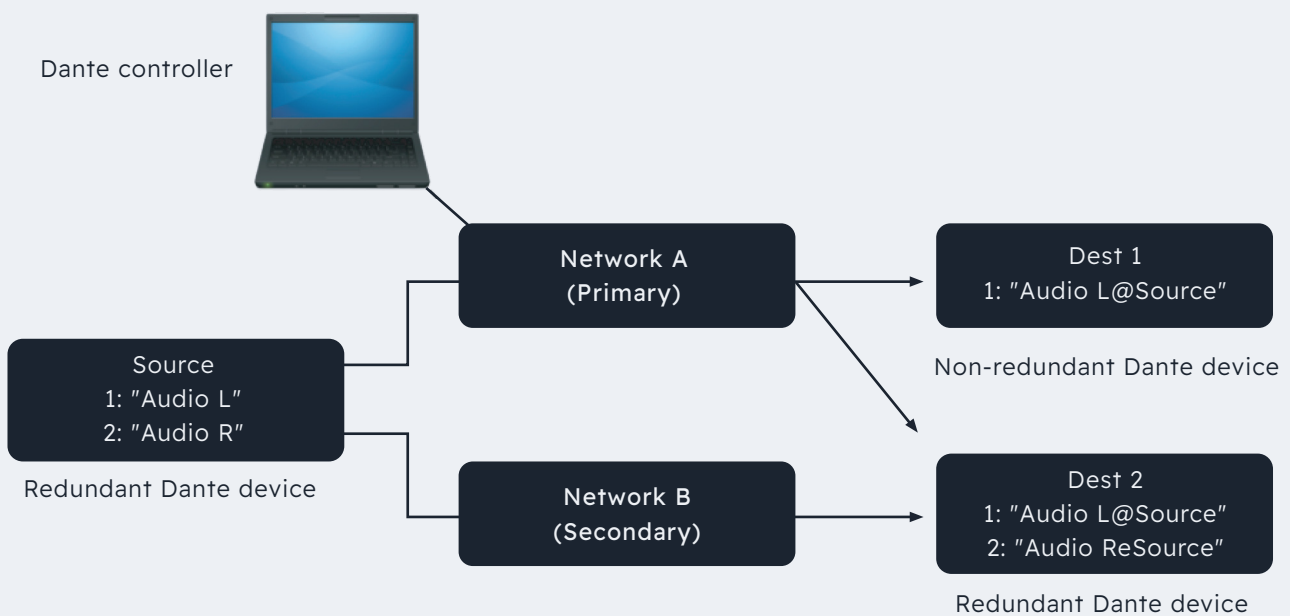 Dante controller
Network A
(Primary)
Dest 1
1: "Audio L@Source"
Non-redundant Dante device
Source
1: "Audio L"
2: "Audio R"
Redundant Dante device
Network B
(Secondary)
Dest 2
1: "Audio L@Source"
2: "Audio ReSource"
Redundant Dante device